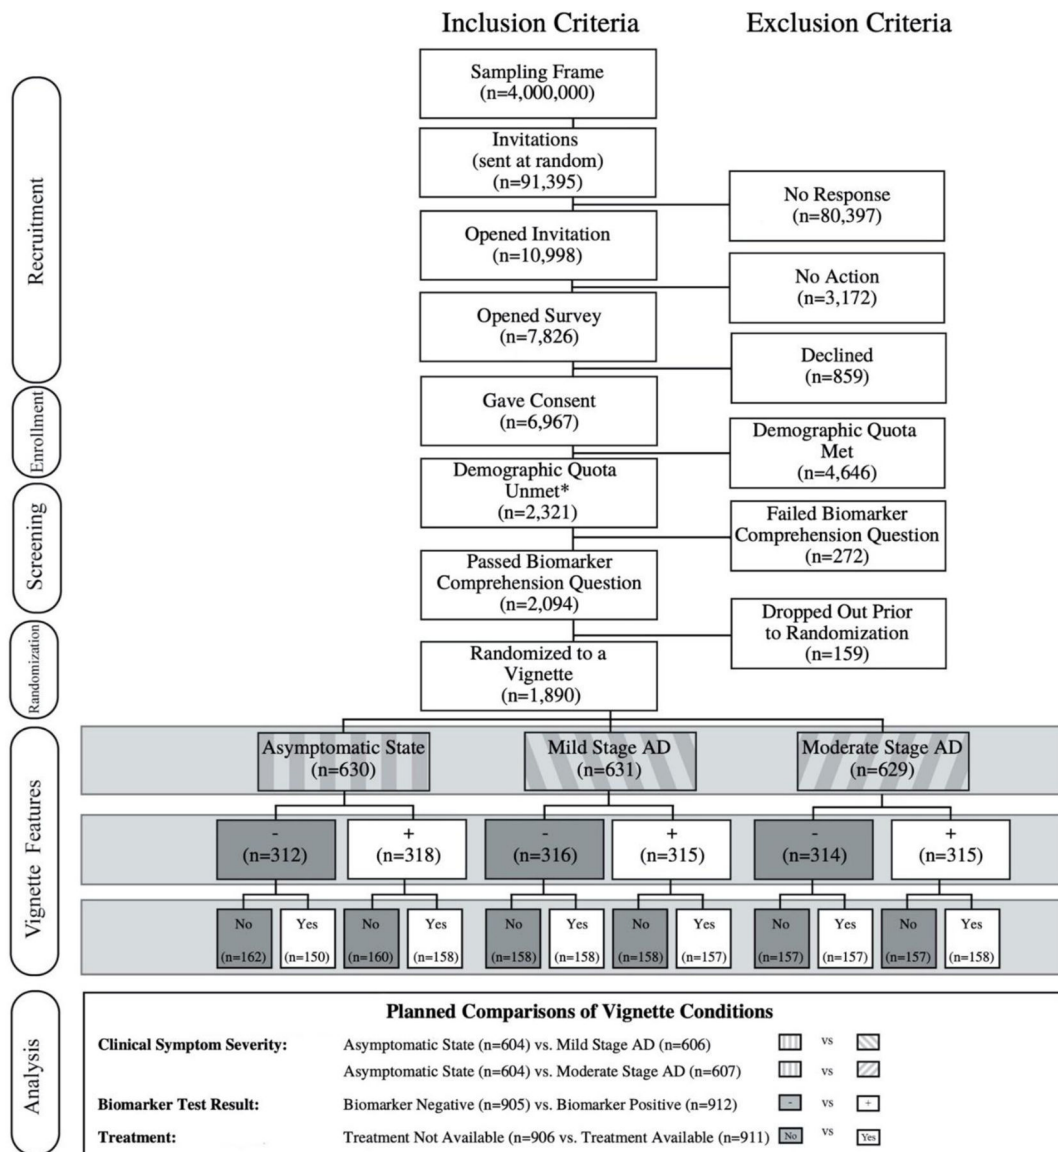 Inclusion Criteria
Exclusion Criteria
Sampling Frame
(n=4,000,000)
Invitations
(sent at random)
(n=91,395)
No Response
(n=80,397)
Opened Invitation
(n=10,998)
No Action
(n=3,172)
Opened Survey
(n=7,826)
Declined
(n=859)
Gave Consent
(n=6,967)
Demographic Quota
Met
(n=4,646)
Demographic Quota
Unmet*
(n=2,321)
Failed Biomarker
Comprehension Question
(n=272)
Passed Biomarker
Comprehension Question
(n=2,094)
Dropped Out Prior
to Randomization
(n=159)
Randomized to a
Vignette
(n=1,890)
Recruitment
Enrollment
Screening
Randomization
Vignette Features
Analysis
Asymptomatic State
(n=630)
Mild Stage AD
(n=631)
Moderate Stage AD
(n=629)
-
(n=312)
+
(n=318)
-
(n=316)
+
(n=315)
-
(n=314)
+
(n=315)
No
(n=162)
Yes
(n=150)
No
(n=160)
Yes
(n=158)
No
(n=158)
Yes
(n=158)
No
(n=158)
Yes
(n=157)
No
(n=157)
Yes
(n=157)
No
(n=157)
Yes
(n=158)
Planned Comparisons of Vignette Conditions
Clinical Symptom Severity: Asymptomatic State (n=604) vs. Mild Stage AD (n=606) vs
Asymptomatic State (n=604) vs. Moderate Stage AD (n=607) vs
Biomarker Test Result: Biomarker Negative (n=905) vs. Biomarker Positive (n=912) - vs +
Treatment: Treatment Not Available (n=906 vs. Treatment Available (n=911) No vs Yes